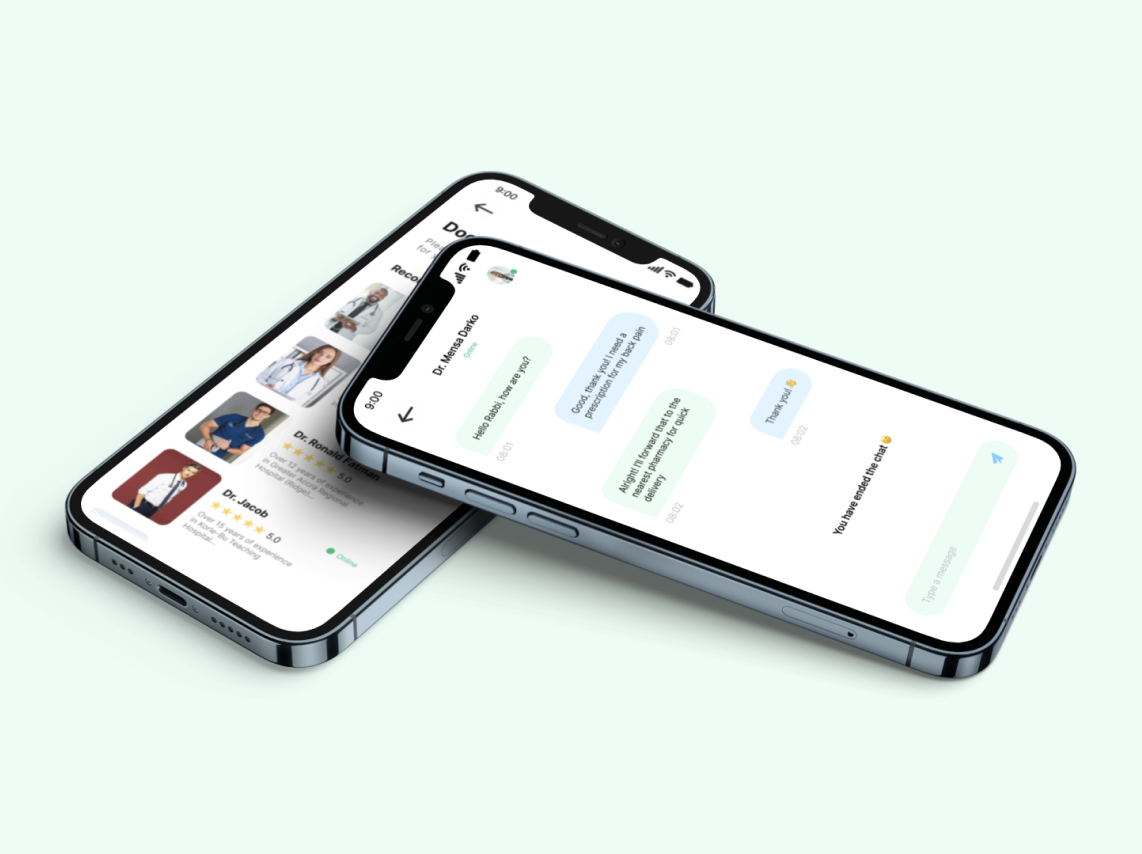 9:00
Reco
Dr. Ronald Fatman
5.0
Over 12 years of experience
in Greater Accra Regional
Hospital (Ridge)...
Dr. Jacob
5.0
Over 15 years of experience
in Korle-Bu Teaching
Hospital...
Online
9:00
Dr. Mensa Darko
Online
Hello Rabbi, how are you?
08:01
Good, thank you! I need a
prescription for my back pain
08:01
Alright! I'll forward that to the
nearest pharmacy for quick
delivery
08:02
Thank you! 👋
08:02
You have ended the chat 😀
Type a message